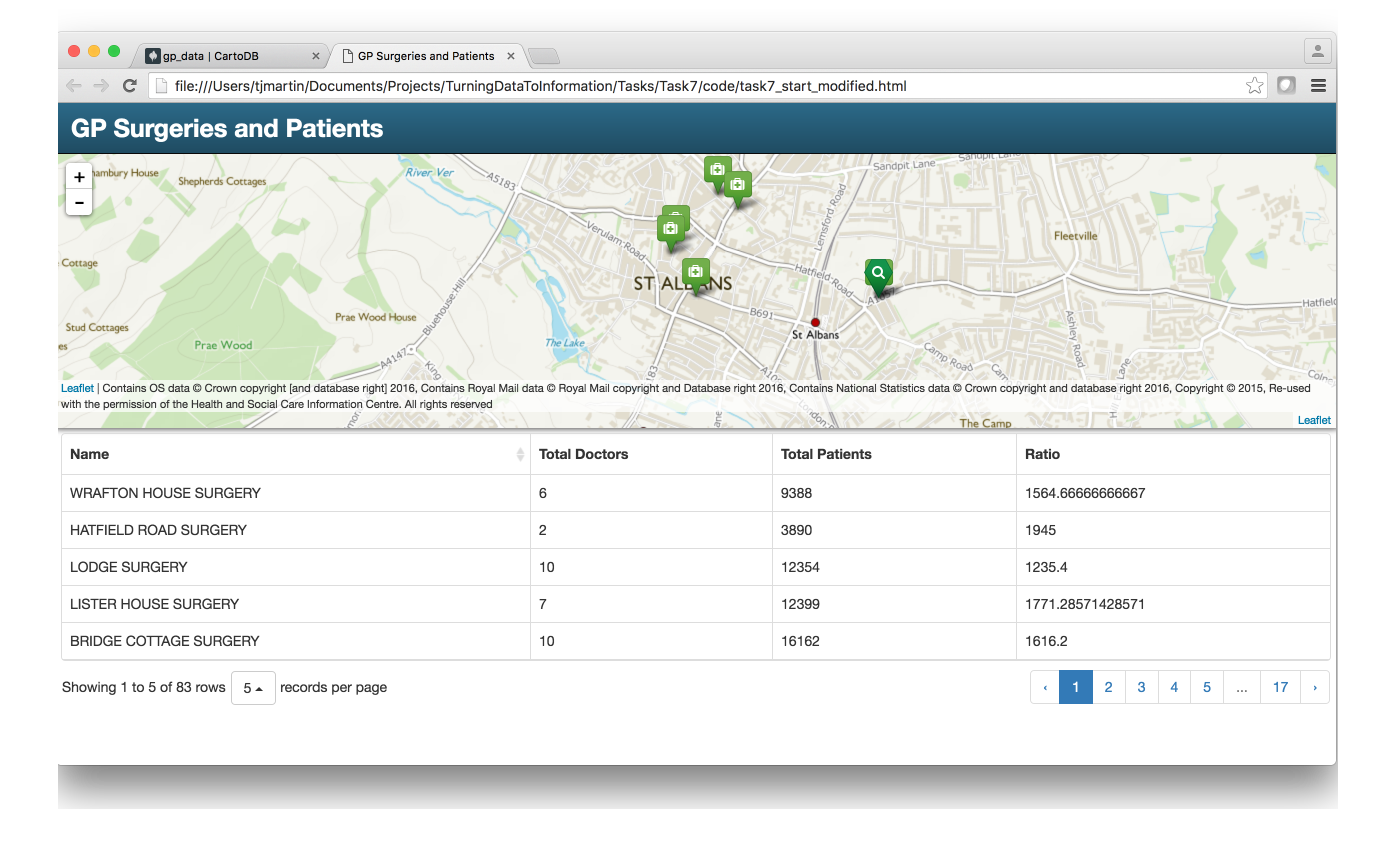 gp_data | CartoDB × GP Surgeries and Patients ×
file:///Users/tjmartin/Documents/Projects/TurningDataToInformation/Tasks/Task7/code/task7_start_modified.html
GP Surgeries and Patients
+
−
hambury House
Shepherds Cottages
River Ver
A5183
Sandpit Lane
Sandpit Lane
Lemsford Road
Verulam Road
Fleetville
Cottage
ST ALBANS
Hatfield Road
A1057
Hatfield
Bluehouse Hill
B691
Prae Wood House
Stud Cottages
St Albans
Ashley Road
es
Prae Wood
The Lake
A4147
King
Camp Road
Coln
Leaflet | Contains OS data © Crown copyright [and database right] 2016, Contains Royal Mail data © Royal Mail copyright and Database right 2016, Contains National Statistics data © Crown copyright and database right 2016, Copyright © 2015, Re-used
with the permission of the Health and Social Care Information Centre. All rights reserved
London
The Camp
Leaflet
Name Total Doctors Total Patients Ratio
WRAFTON HOUSE SURGERY 6 9388 1564.66666666667
HATFIELD ROAD SURGERY 2 3890 1945
LODGE SURGERY 10 12354 1235.4
LISTER HOUSE SURGERY 7 12399 1771.28571428571
BRIDGE COTTAGE SURGERY 10 16162 1616.2
Showing 1 to 5 of 83 rows 5 records per page ‹ 1 2 3 4 5 ... 17 ›